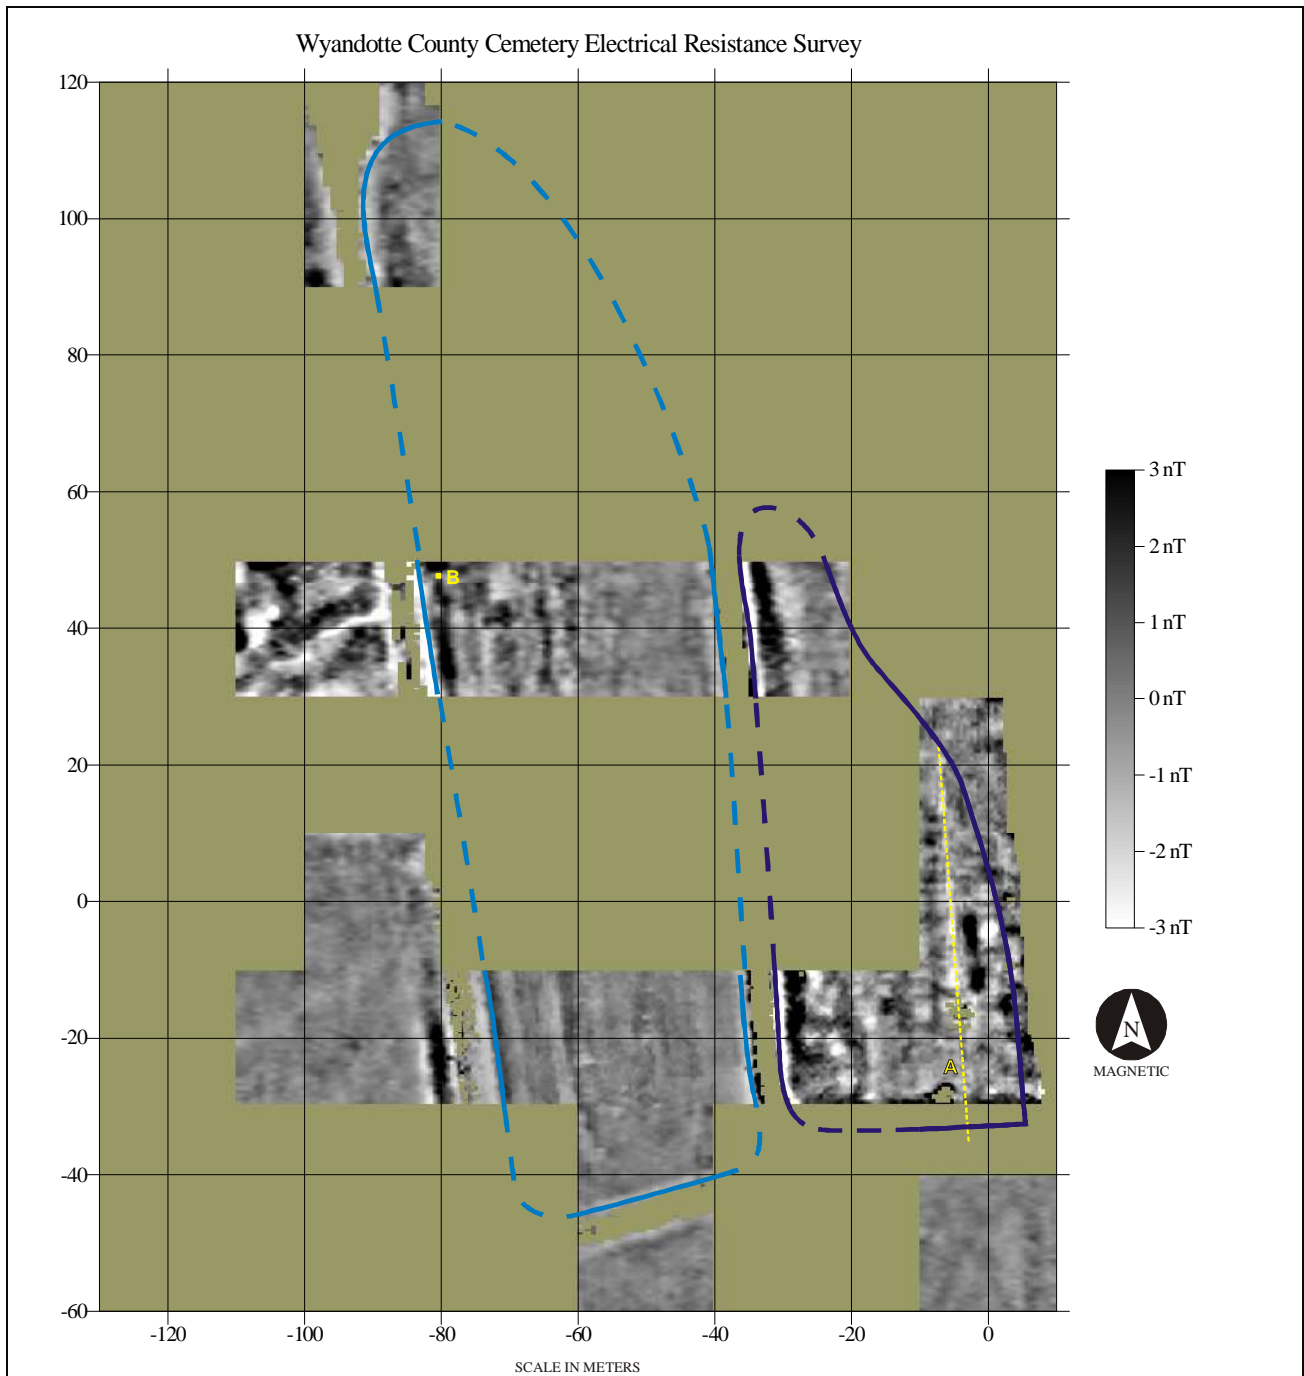 Wyandotte County Cemetery Electrical Resistance Survey
120
100
80
60
40
20
0
-20
-40
-60
-120
-100
-80
-60
-40
-20
0
SCALE IN METERS
B
A
3 nT
2 nT
1 nT
0 nT
-1 nT
-2 nT
-3 nT
N
MAGNETIC